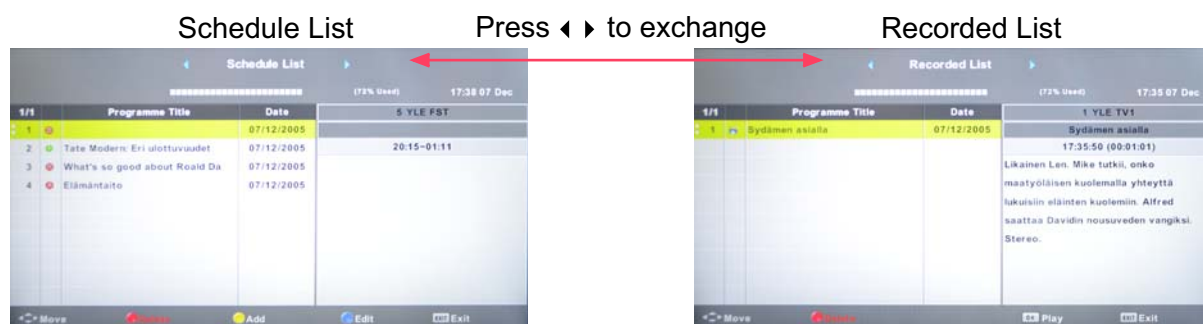 Schedule List
Press ◂ ▸ to exchange
Recorded List
Schedule List
(72% Used) 17:38 07 Dec
1/1 Programme Title Date 5 YLE FST
1 07/12/2005
2 Tate Modern: Eri ulottuvuudet 07/12/2005 20:15~01:11
3 What's so good about Roald Da 07/12/2005
4 Elämäntaito 07/12/2005
Move Delete Add Edit EXIT Exit
Recorded List
(72% Used) 17:35 07 Dec
1/1 Programme Title Date 1 YLE TV1
1 Sydämen asialla 07/12/2005 Sydämen asialla
17:35:50 (00:01:01)
Likainen Len. Mike tutkii, onko
maatyöläisen kuolemalla yhteyttä
lukuisiin eläinten kuolemiin. Alfred
saattaa Davidin nousuveden vangiksi.
Stereo.
Move Delete OK Play EXIT Exit